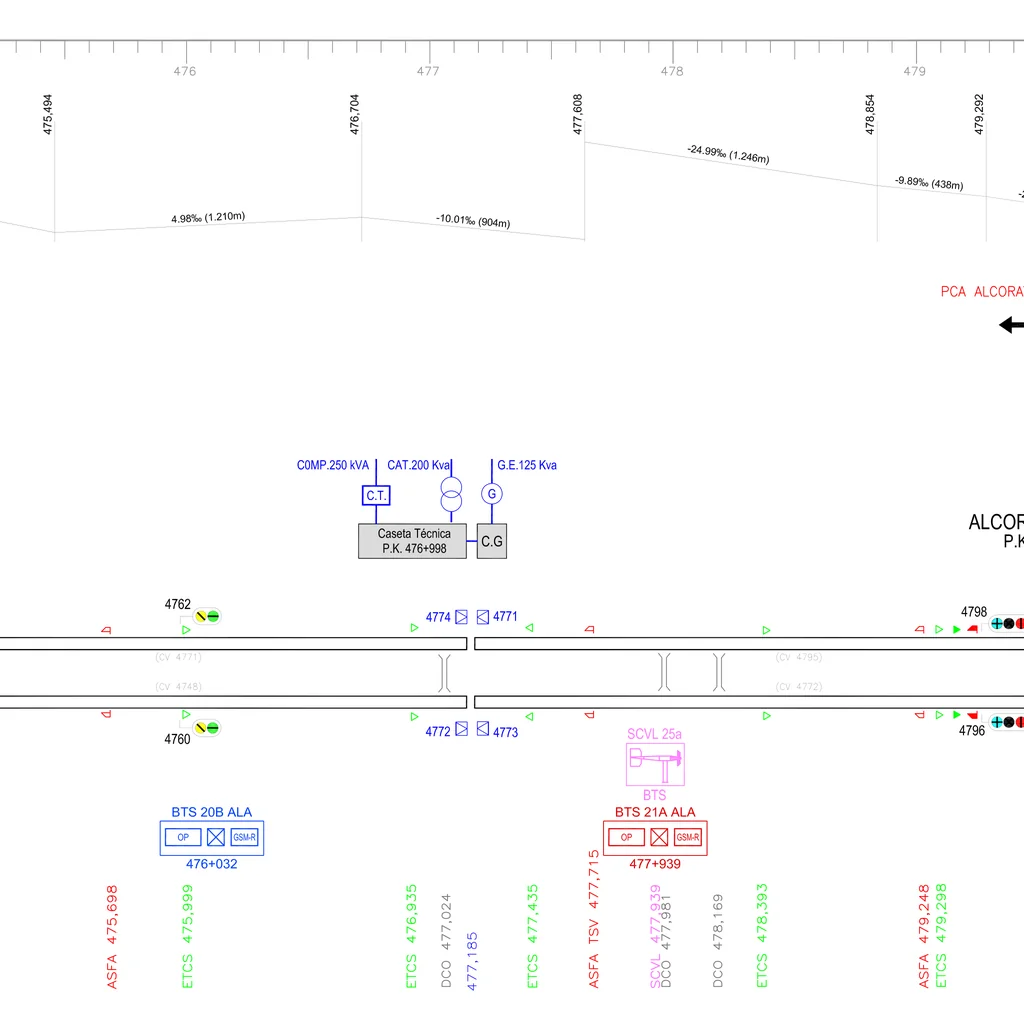 476
477
478
479
475,494
476,704
477,608
478,854
479,292
4.98‰ (1.210m)
-10.01‰ (904m)
-24.99‰ (1.246m)
-9.89‰ (438m)
-2
PCA ALCORA
C0MP.250 kVA
CAT.200 Kva
G.E.125 Kva
C.T.
G
Caseta Técnica
P.K. 476+998
C.G
ALCOR
P.K
4762
4774
4771
4798
(CV 4771)
(CV 4795)
(CV 4748)
(CV 4772)
4760
4772
4773
4796
SCVL 25a
BTS
BTS 20B ALA
OP
GSM-R
476+032
BTS 21A ALA
OP
GSM-R
477+939
ASFA 475,698
ETCS 475,999
ETCS 476,935
DCO 477,024
477,185
ETCS 477,435
ASFA TSV 477,715
SCVL 477,939
DCO 477,981
DCO 478,169
ETCS 478,393
ASFA 479,248
ETCS 479,298